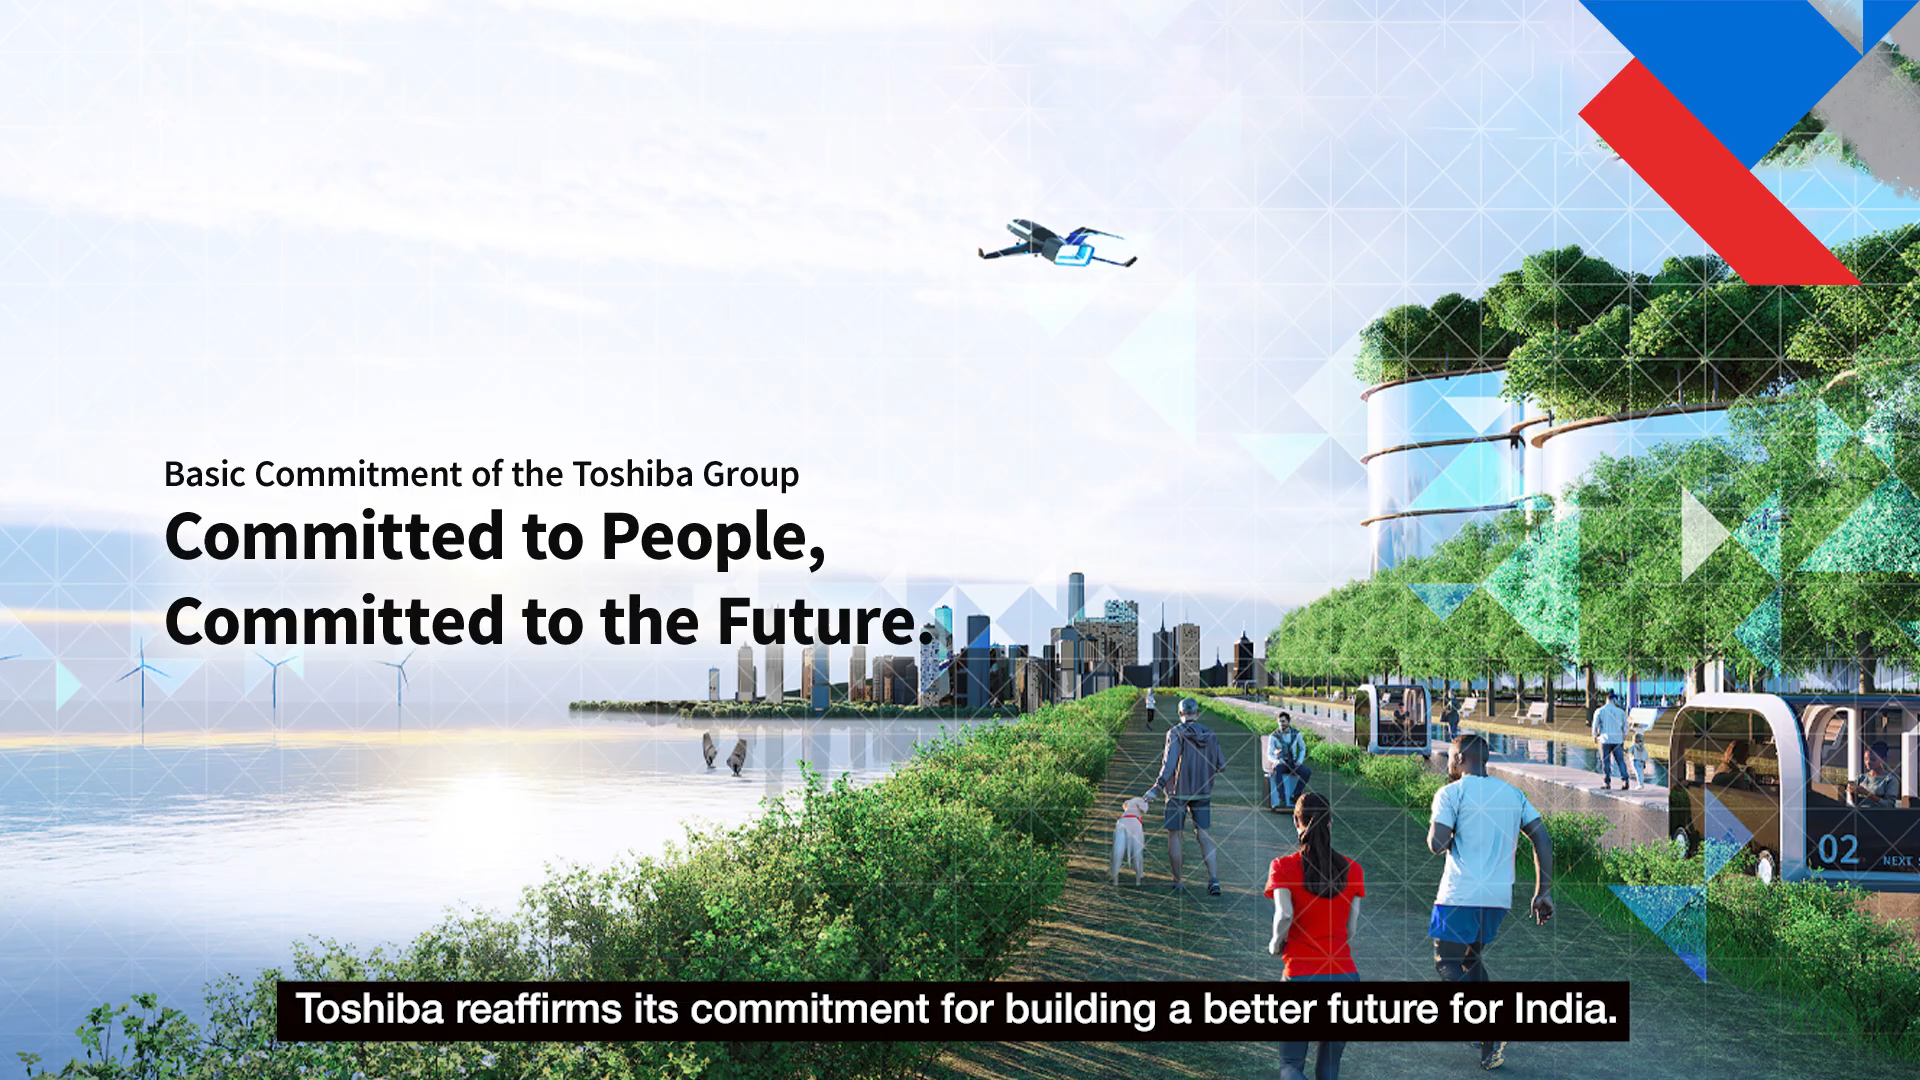 Basic Commitment of the Toshiba Group
Committed to People,
Committed to the Future.
02 NEXT
Toshiba reaffirms its commitment for building a better future for India.